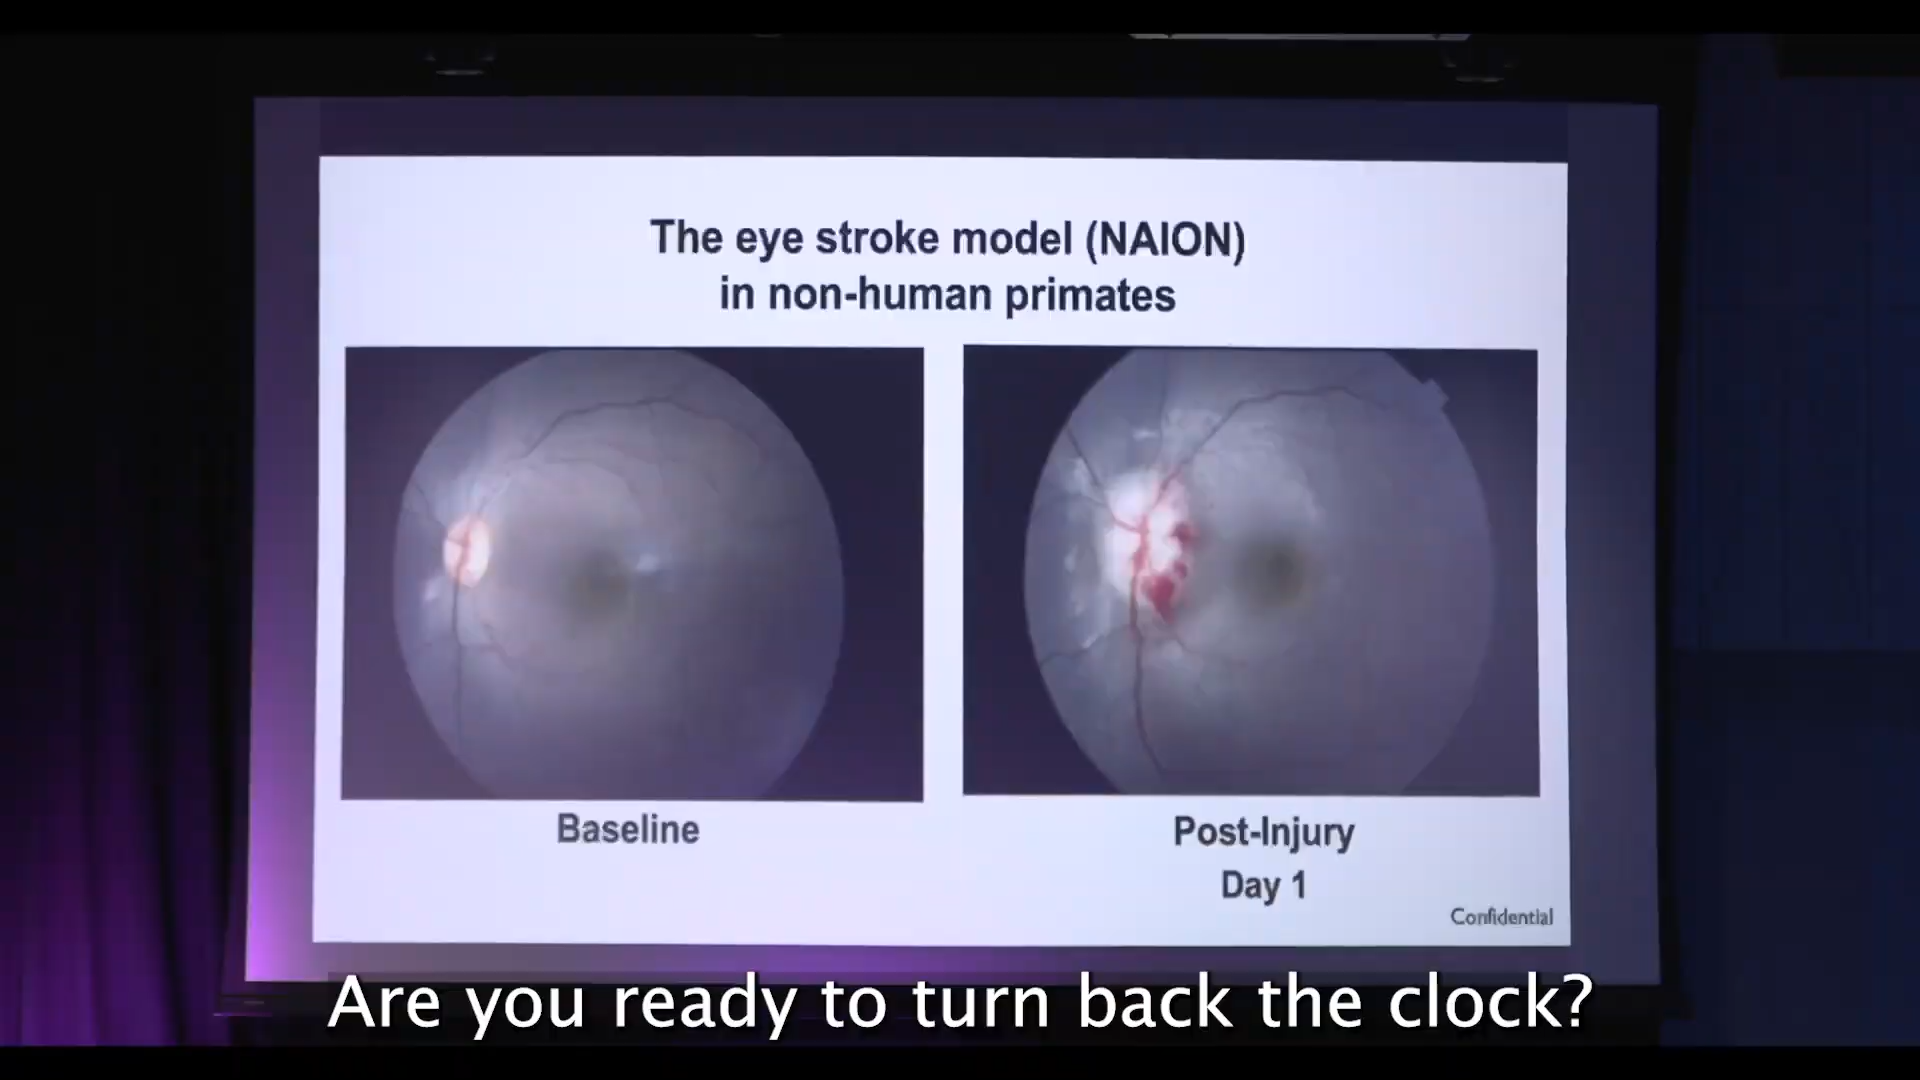 The eye stroke model (NAION)
in non-human primates
Baseline
Post-Injury
Day 1
Confidential
Are you ready to turn back the clock?